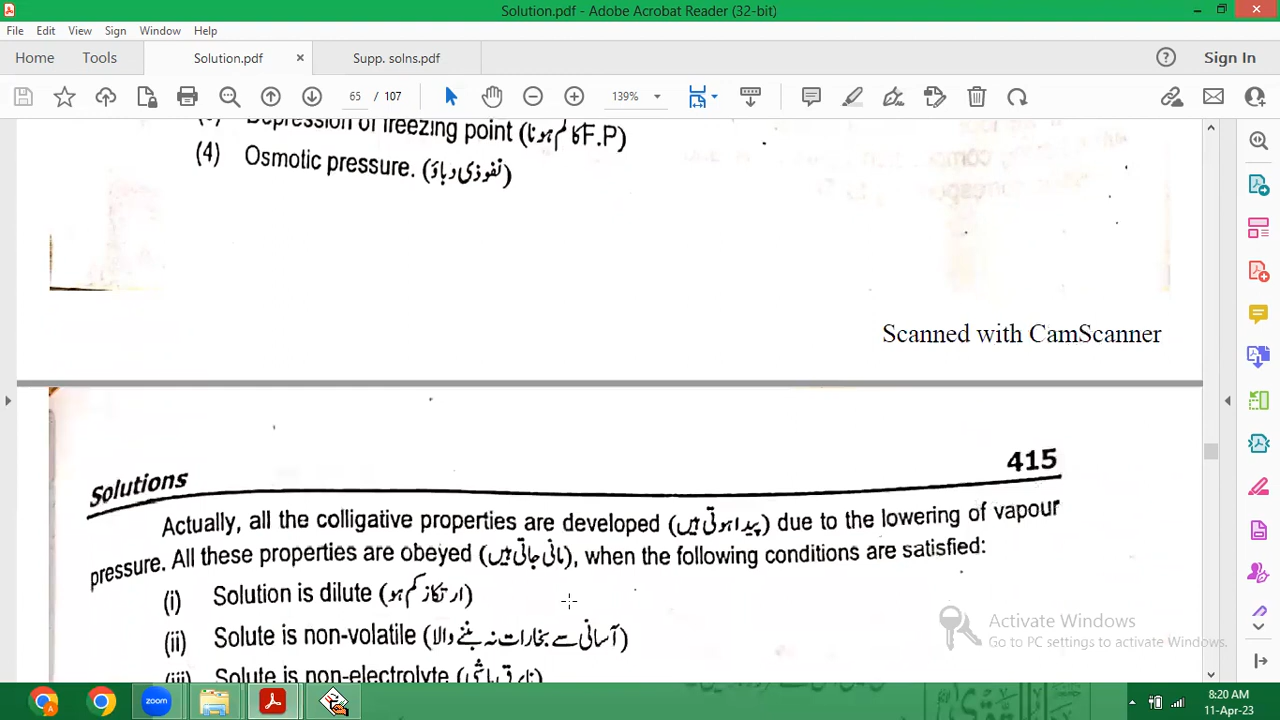 Solution.pdf - Adobe Acrobat Reader (32-bit)
File Edit View Sign Window Help
Home Tools Solution.pdf × Supp. solns.pdf Sign In
65 / 107 139%
Depression of freezing point (F.P کا کم ہونا)
(4) Osmotic pressure. (نفوذی دباؤ)
Scanned with CamScanner
Solutions 415
Actually, all the colligative properties are developed (پیدا ہوتی ہیں) due to the lowering of vapour
pressure. All these properties are obeyed (مانی جاتی ہیں), when the following conditions are satisfied:
(i) Solution is dilute (ارتکاز کم ہو)
(ii) Solute is non-volatile (آسانی سے بخارات نہ بننے والا)
(iii) Solute is non-electrolyte
Activate Windows
Go to PC settings to activate Windows.
zoom
8:20 AM
11-Apr-23